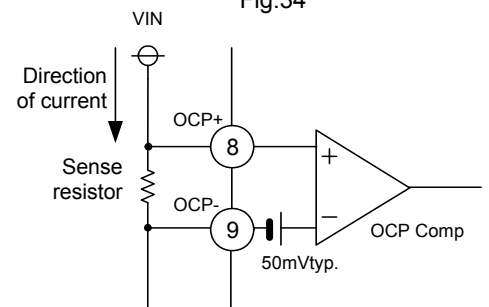 Fig.34
VIN
Direction
of current
OCP+
8
+
Sense
resistor
OCP-
9
−
OCP Comp
50mVtyp.